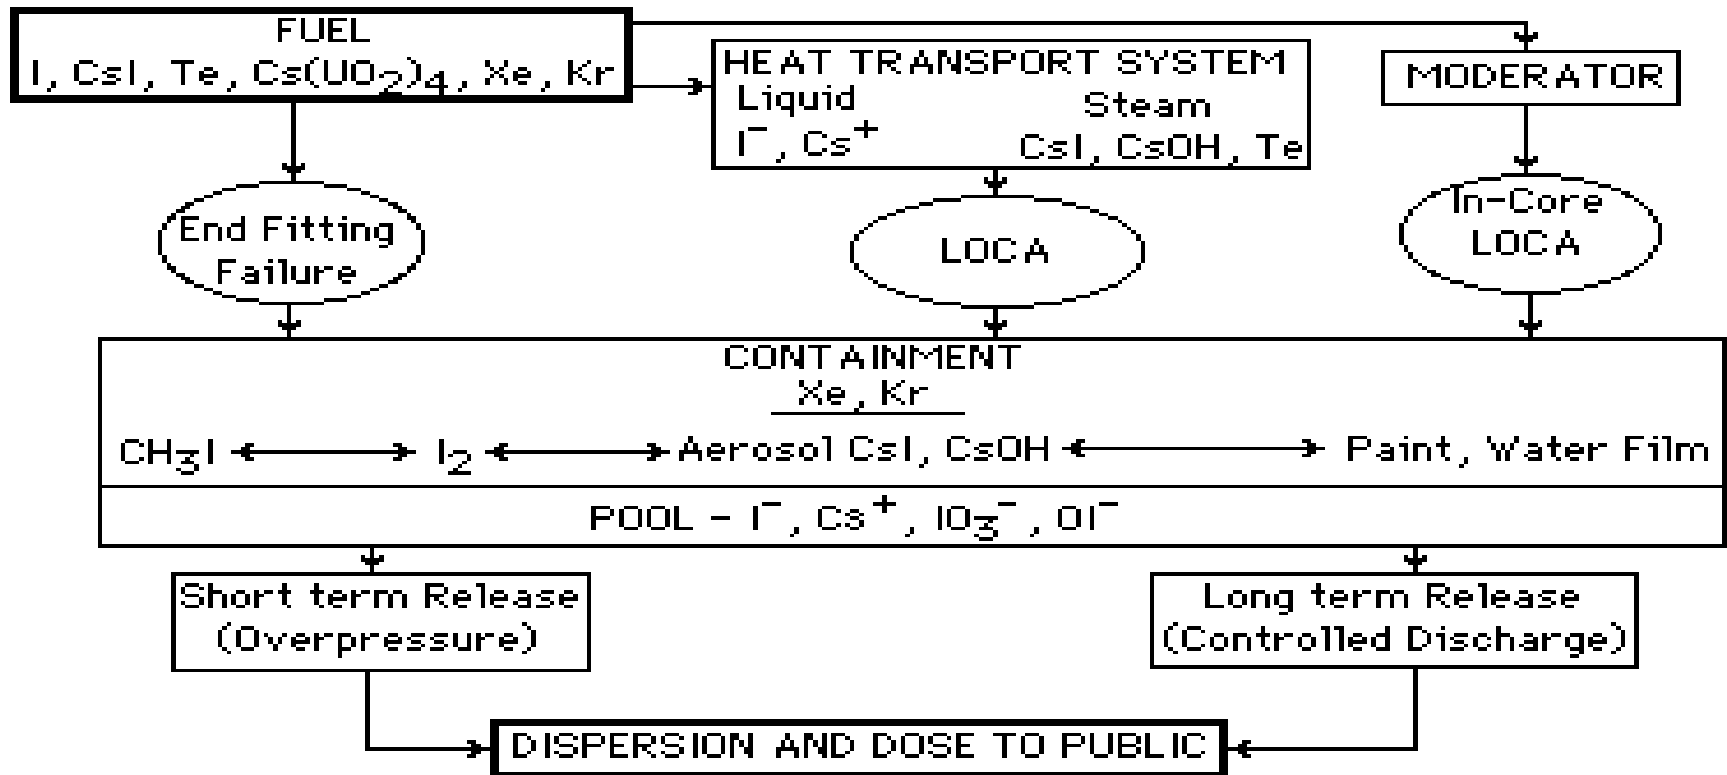 FUEL
I, CsI, Te, Cs(UO₂)₄, Xe, Kr
HEAT TRANSPORT SYSTEM
Liquid
Steam
I⁻, Cs⁺
CsI, CsOH, Te
MODERATOR
End Fitting
Failure
LOCA
In-Core
LOCA
CONTAINMENT
Xe, Kr
CH₃I
I₂
Aerosol CsI, CsOH
Paint, Water Film
POOL - I⁻, Cs⁺, IO₃⁻, OI⁻
Short term Release
(Overpressure)
Long term Release
(Controlled Discharge)
DISPERSION AND DOSE TO PUBLIC